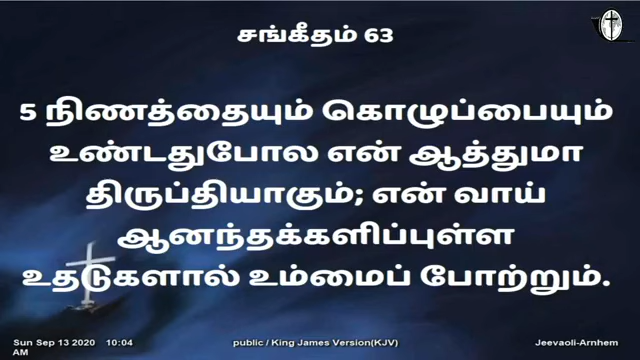 சங்கீதம் 63
5 நிணத்தையும் கொழுப்பையும்
உண்டதுபோல என் ஆத்துமா
திருப்தியாகும்; என் வாய்
ஆனந்தக்களிப்புள்ள
உதடுகளால் உம்மைப் போற்றும்.
Sun Sep 13 2020 10:04
AM
public / King James Version(KJV)
Jeevaoli-Arnhem